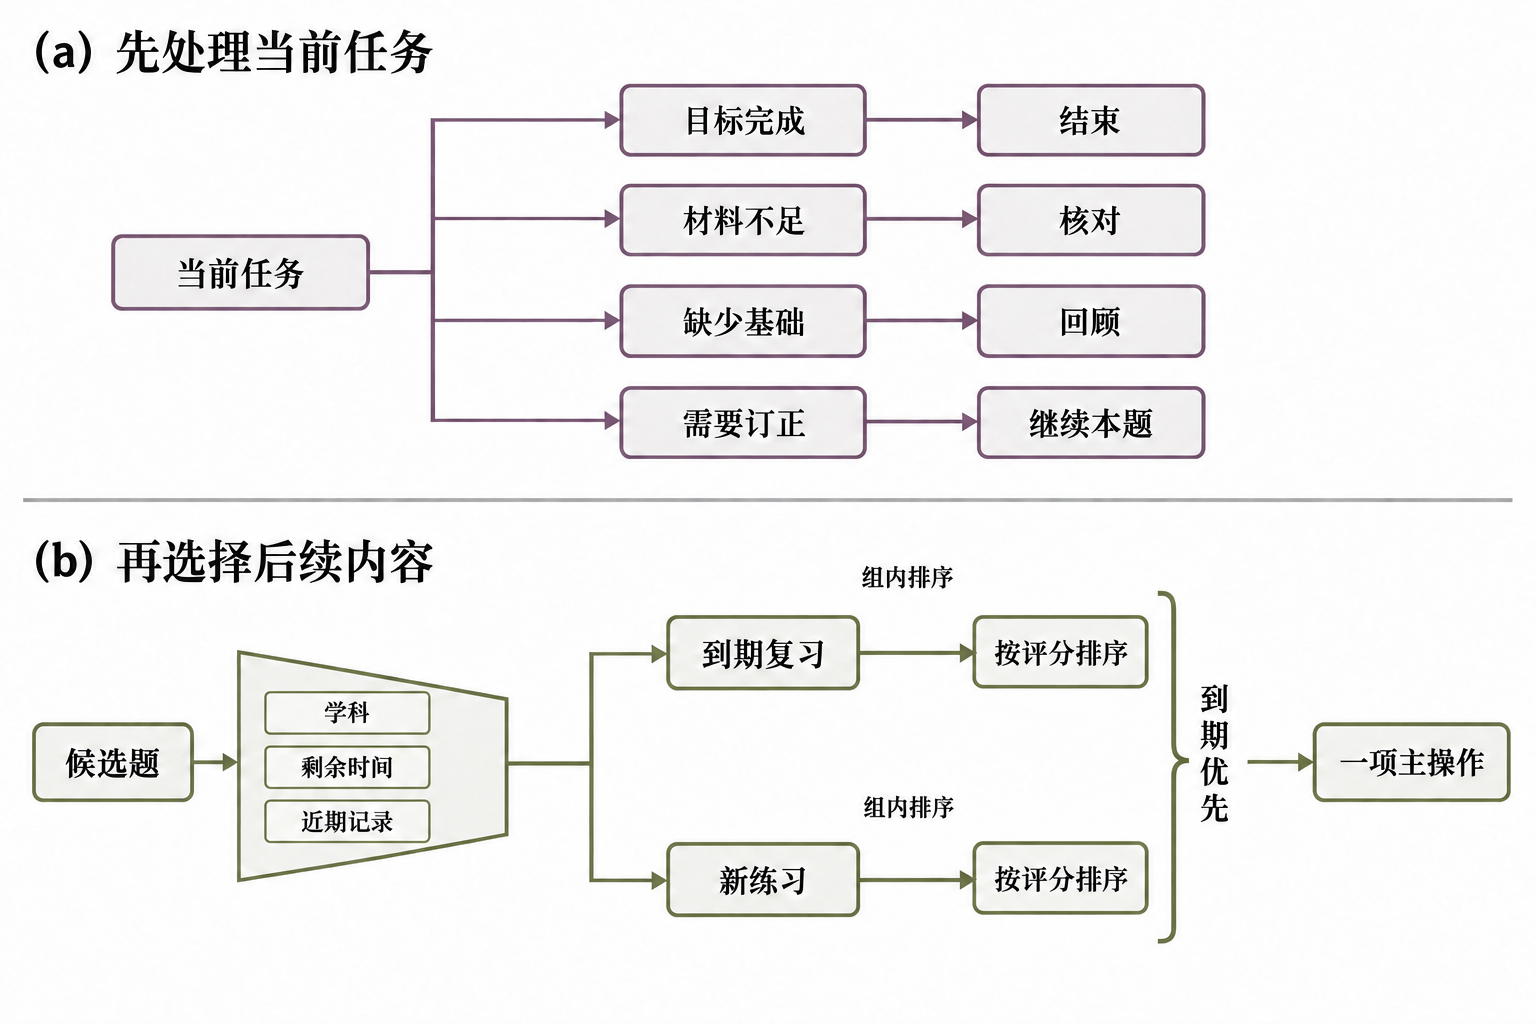 (a) 先处理当前任务
当前任务
目标完成
结束
材料不足
核对
缺少基础
回顾
需要订正
继续本题
(b) 再选择后续内容
候选题
学科
剩余时间
近期记录
到期复习
组内排序
按评分排序
新练习
组内排序
按评分排序
到期优先
一项主操作